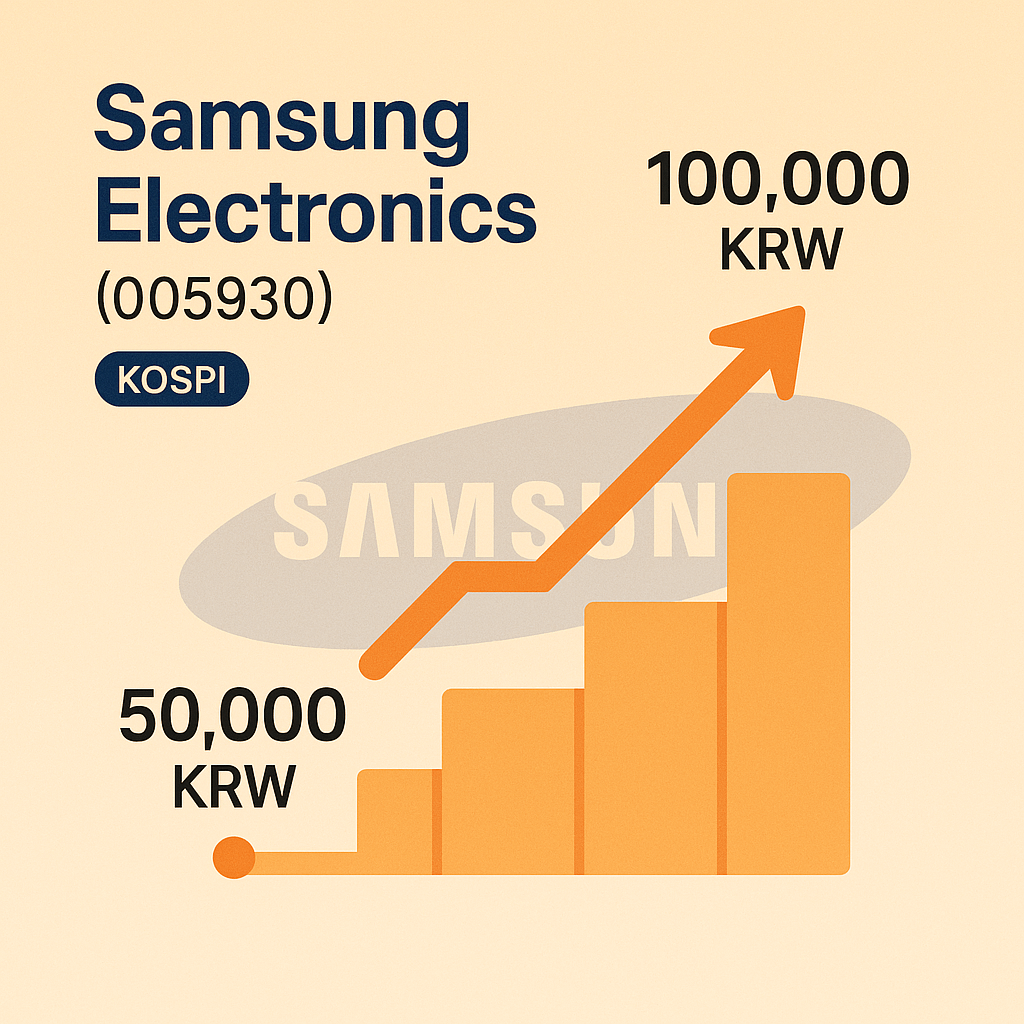 Samsung
Electronics
(005930)
KOSPI
100,000
KRW
SAMSUN
50,000
KRW